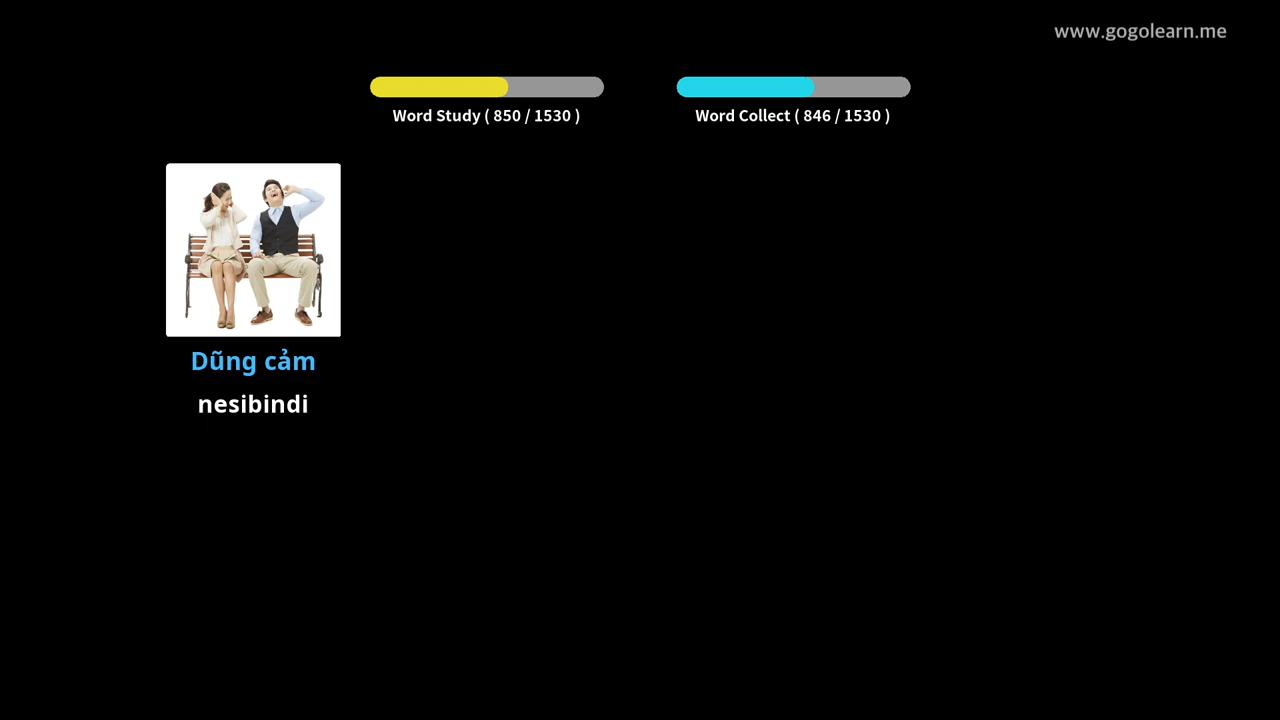 www.gogolearn.me
Word Study ( 850 / 1530 )
Word Collect ( 846 / 1530 )
Dũng cảm
nesibindi